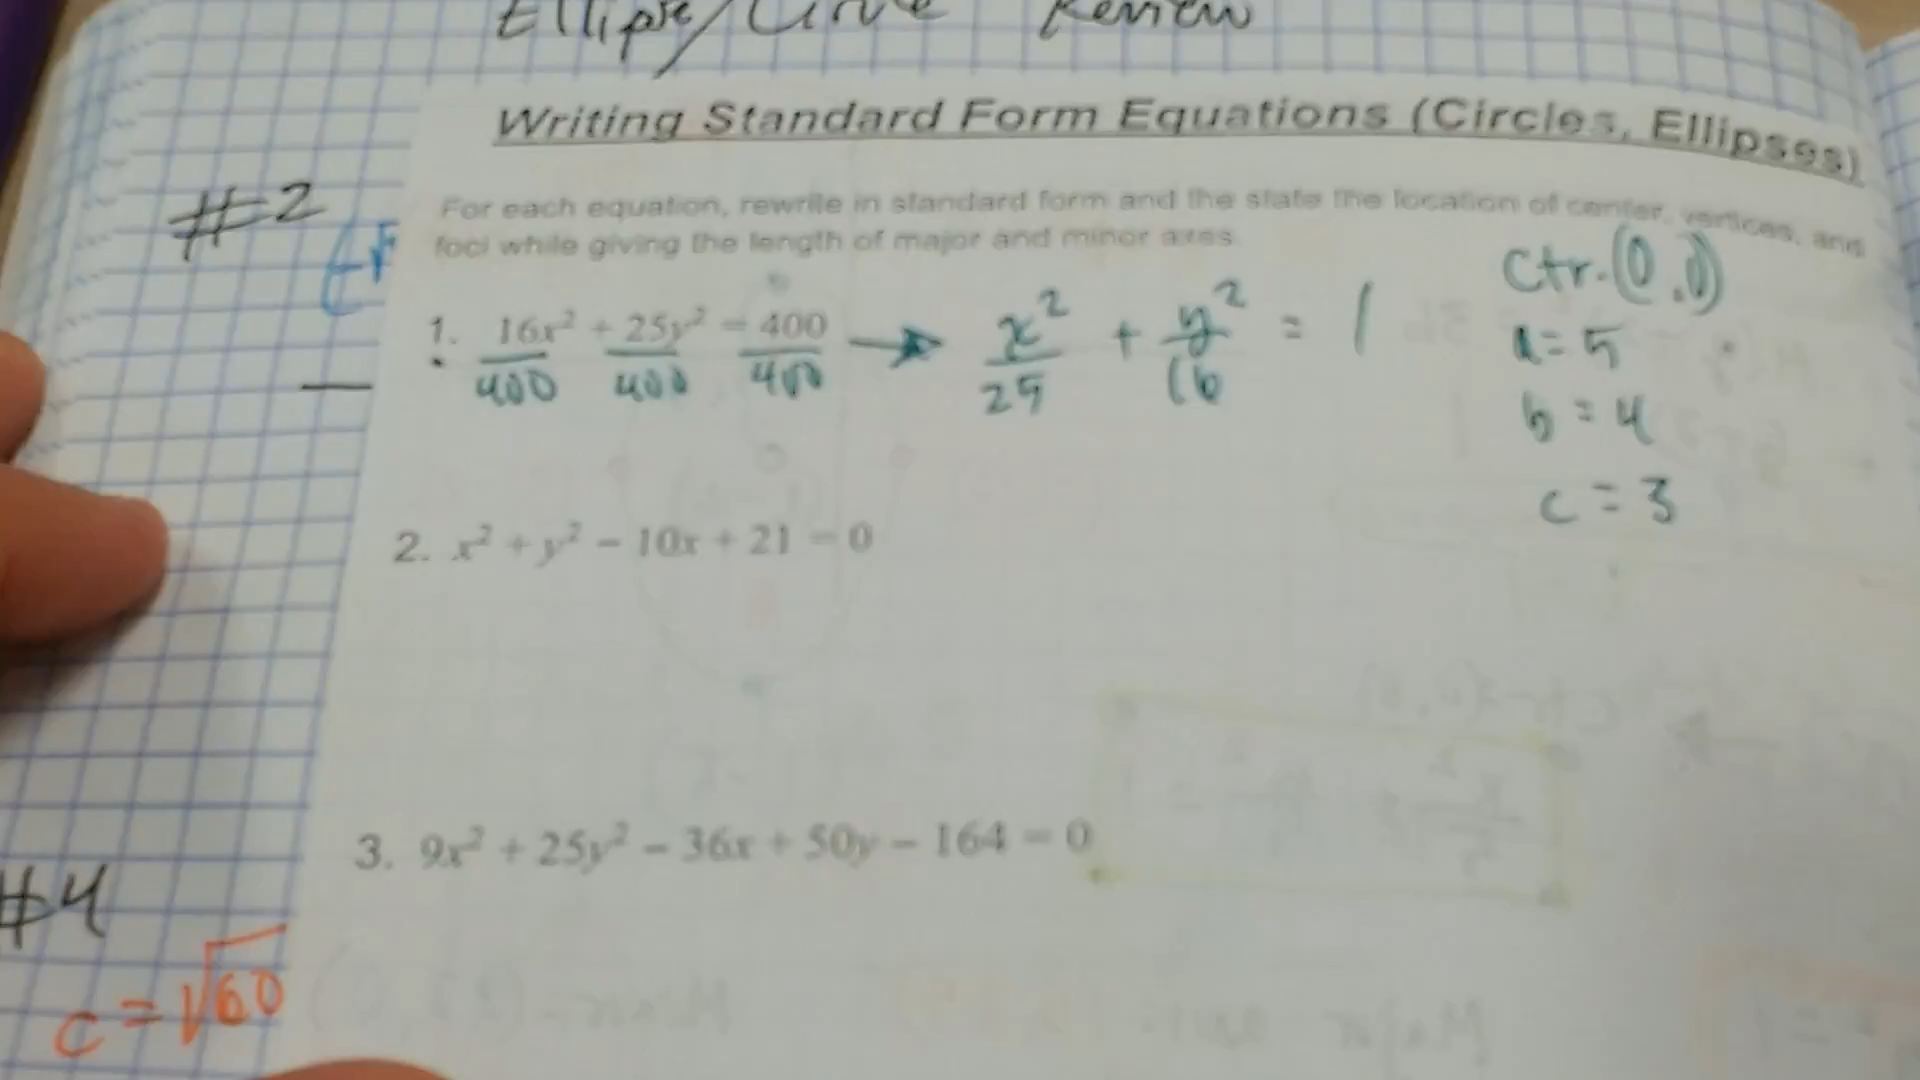 Ellipse/Circle Review
Writing Standard Form Equations (Circles, Ellipses)
#2
For each equation, rewrite in standard form and the state the location of center, vertices, and
foci while giving the length of major and minor axes.
1. 16x² + 25y² = 400
400 400 400
→ x²/25 + y²/16 = 1
Ctr. (0,0)
a = 5
b = 4
c = 3
2. x² + y² − 10x + 21 = 0
3. 9x² + 25y² − 36x + 50y − 164 = 0
#4
c = √60